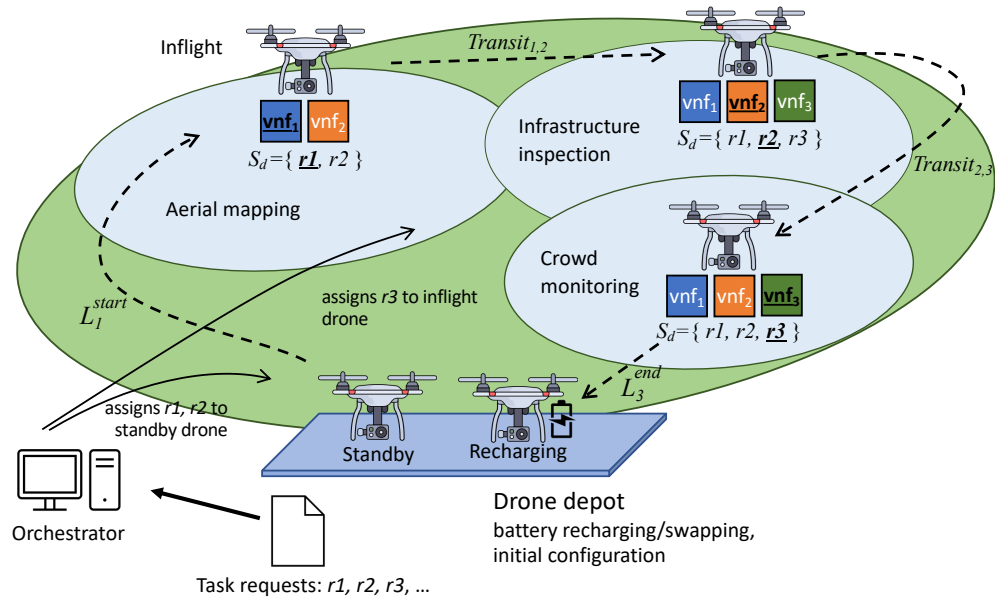 Inflight
Transit1,2
vnf1 vnf2
Sd={ r1, r2 }
Aerial mapping
vnf1 vnf2 vnf3
Sd={ r1, r2, r3 }
Infrastructure
inspection
Transit2,3
Crowd
monitoring
vnf1 vnf2 vnf3
Sd={ r1, r2, r3 }
L1start
assigns r3 to inflight
drone
L3end
assigns r1, r2 to
standby drone
Standby
Recharging
Orchestrator
Drone depot
battery recharging/swapping,
initial configuration
Task requests: r1, r2, r3, …